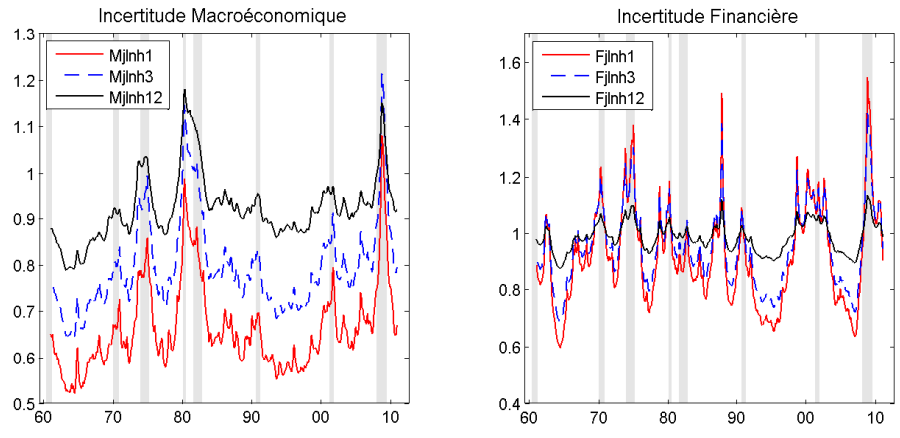 Incertitude Macroéconomique
1.3
1.2
1.1
1
0.9
0.8
0.7
0.6
0.5
60 70 80 90 00 10
Mjlnh1
Mjlnh3
Mjlnh12
Incertitude Financière
1.6
1.4
1.2
1
0.8
0.6
0.4
60 70 80 90 00 10
Fjlnh1
Fjlnh3
Fjlnh12